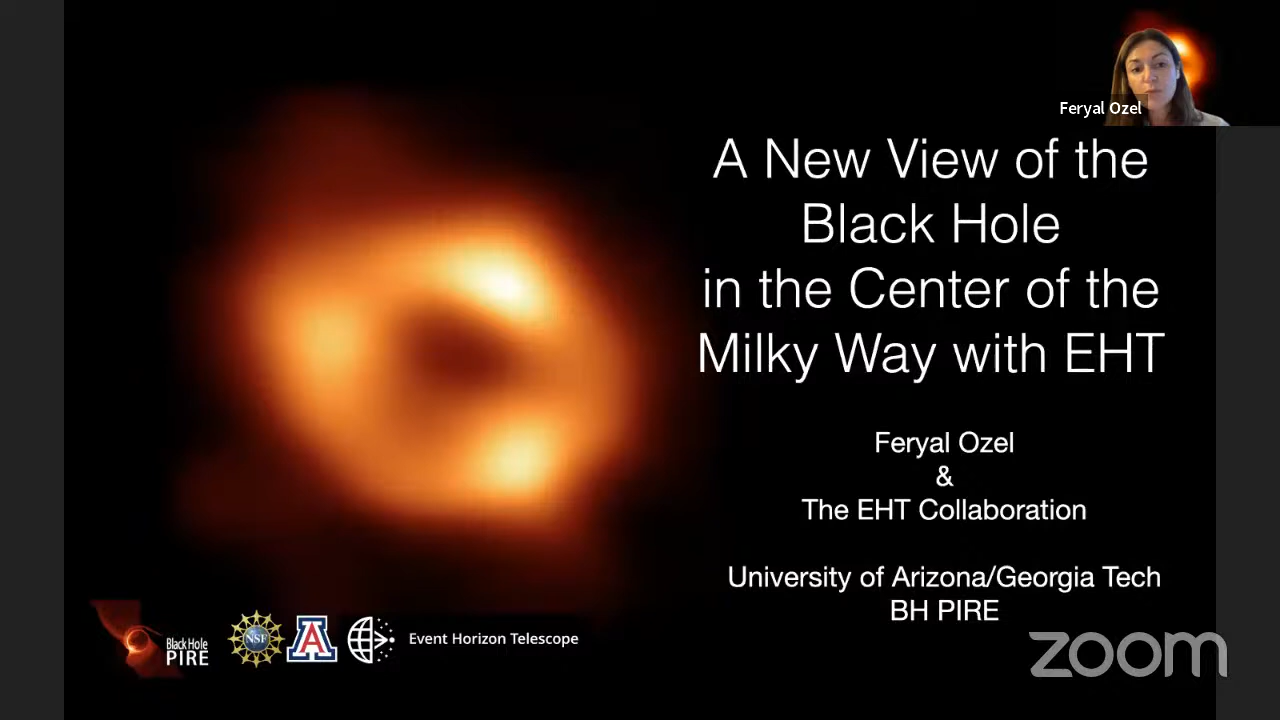 Feryal Ozel
A New View of the
Black Hole
in the Center of the
Milky Way with EHT
Feryal Ozel
&
The EHT Collaboration
University of Arizona/Georgia Tech
BH PIRE
Black Hole
PIRE
NSF
A
Event Horizon Telescope
zoom